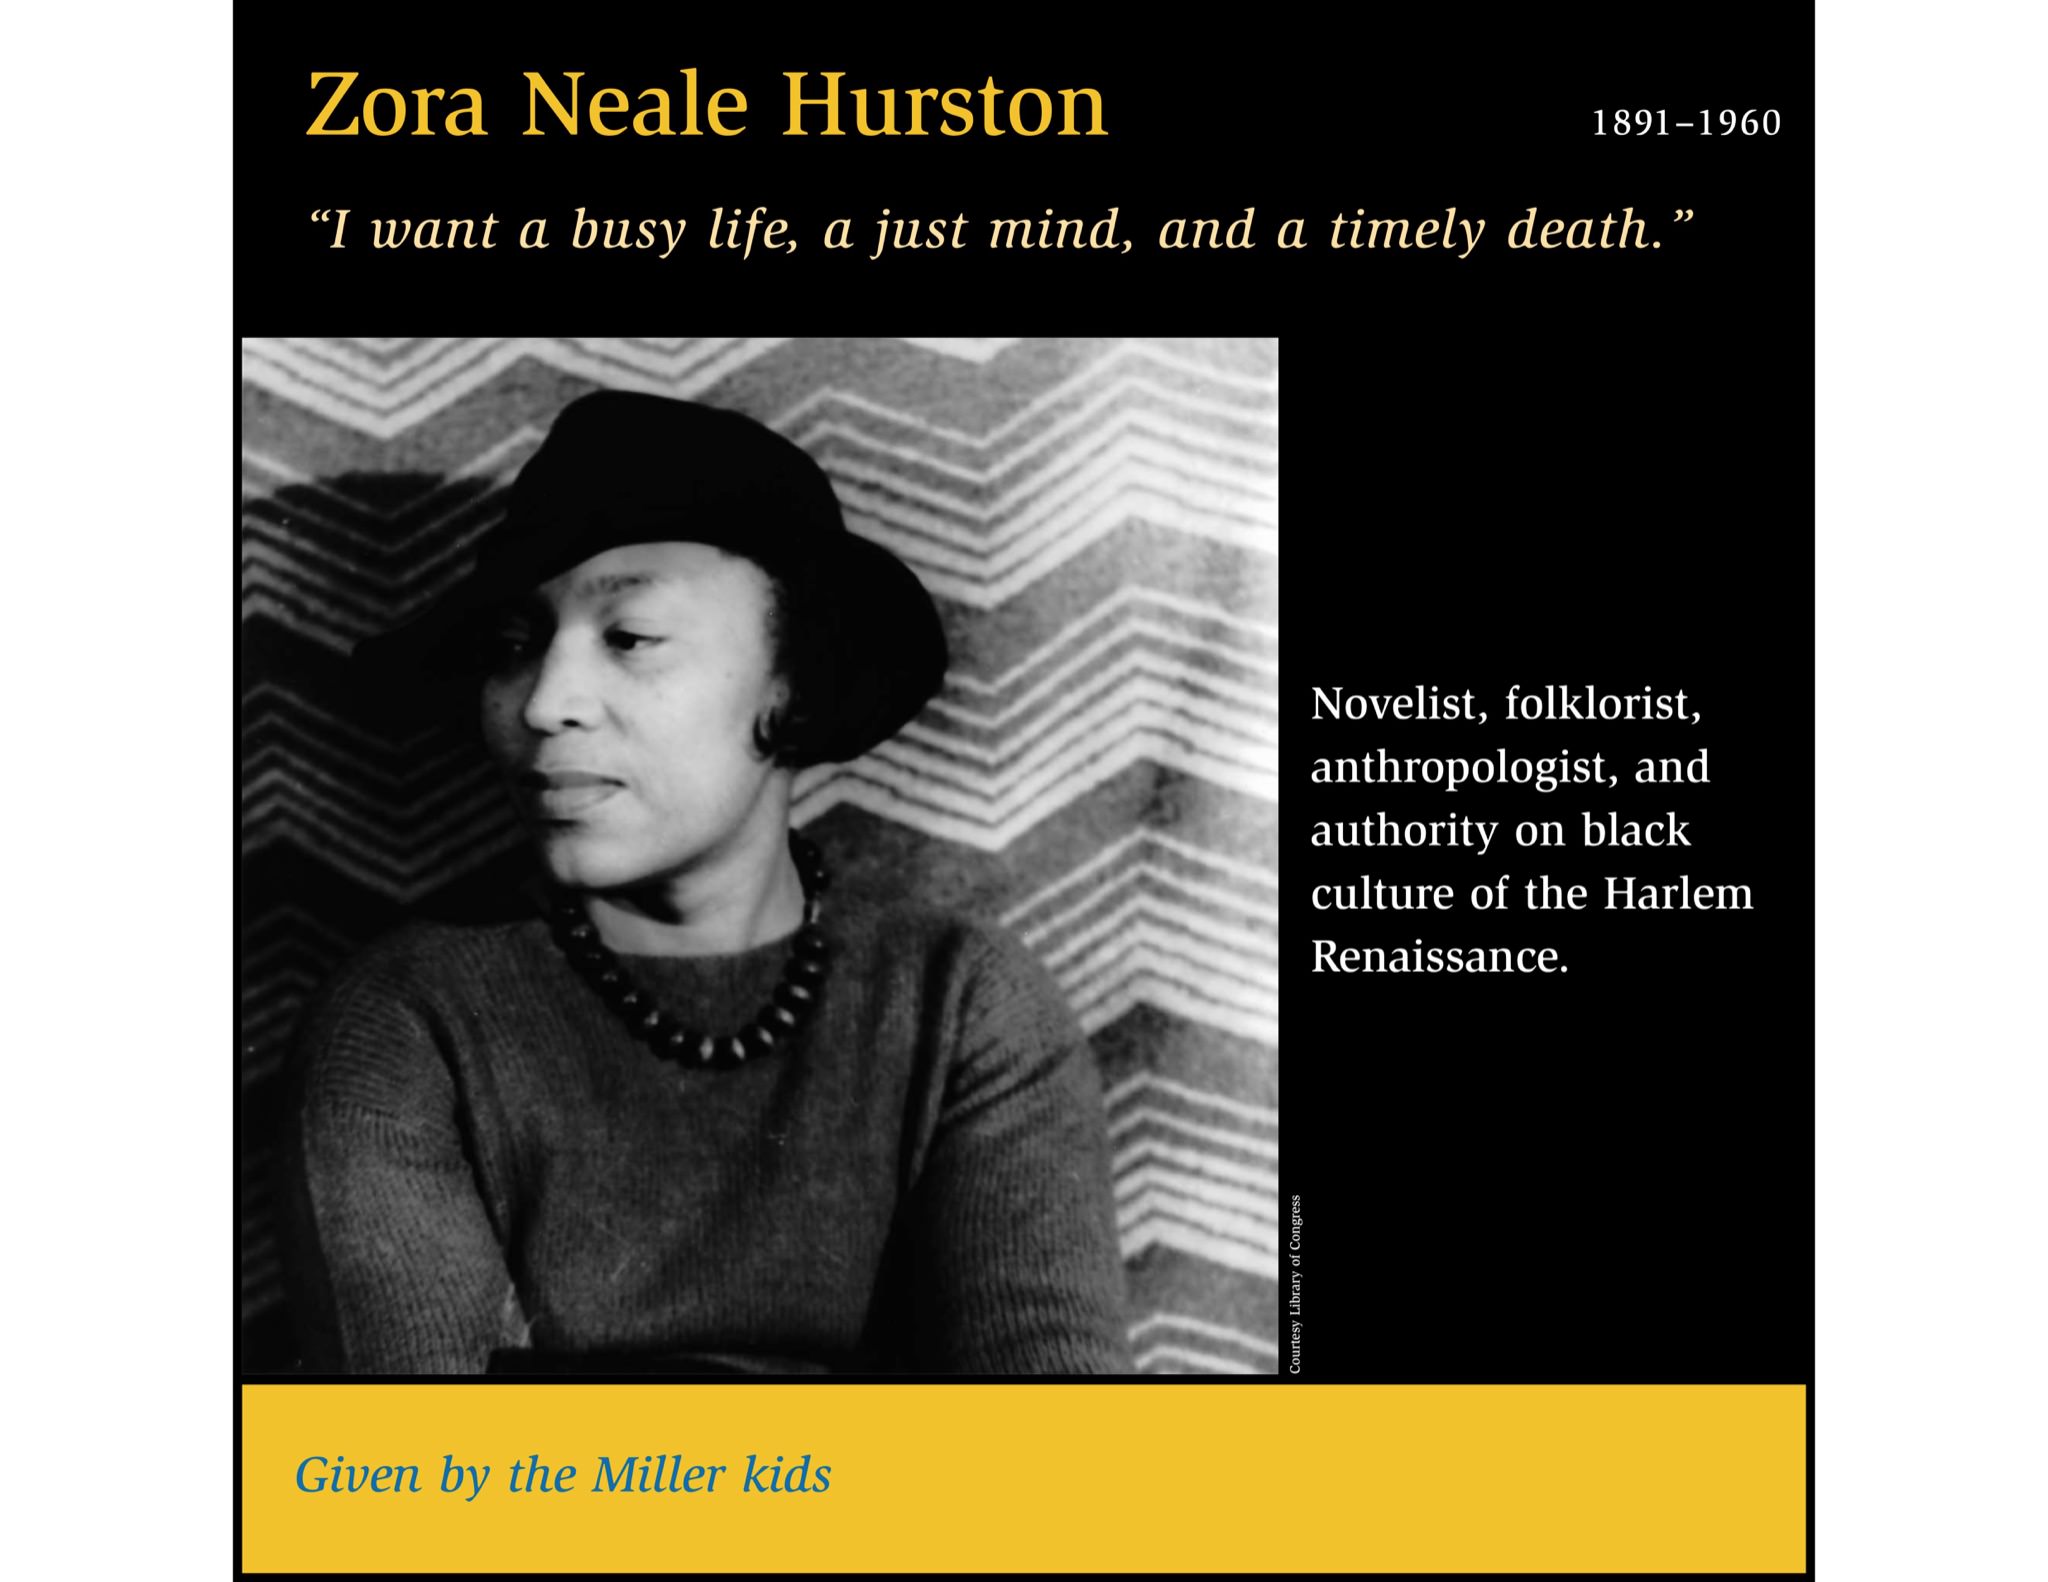 Zora Neale Hurston
1891–1960
“I want a busy life, a just mind, and a timely death.”
Novelist, folklorist,
anthropologist, and
authority on black
culture of the Harlem
Renaissance.
Courtesy Library of Congress
Given by the Miller kids